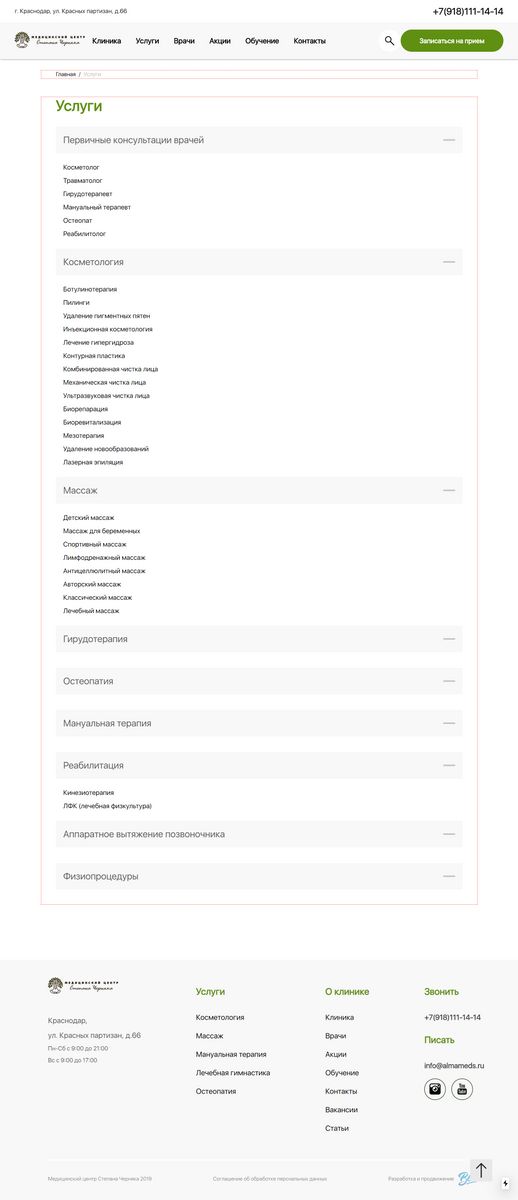 г. Краснодар, ул. Красных партизан, д.66
+7(918)111-14-14
МЕДИЦИНСКИЙ ЦЕНТР
Степана Черняка
Клиника
Услуги
Врачи
Акции
Обучение
Контакты
Записаться на прием
Главная / Услуги
Услуги
Первичные консультации врачей
Косметолог
Травматолог
Гирудотерапевт
Мануальный терапевт
Остеопат
Реабилитолог
Косметология
Ботулинотерапия
Пилинги
Удаление пигментных пятен
Инъекционная косметология
Лечение гипергидроза
Контурная пластика
Комбинированная чистка лица
Механическая чистка лица
Ультразвуковая чистка лица
Биорепарация
Биоревитализация
Мезотерапия
Удаление новообразований
Лазерная эпиляция
Массаж
Детский массаж
Массаж для беременных
Спортивный массаж
Лимфодренажный массаж
Антицеллюлитный массаж
Авторский массаж
Классический массаж
Лечебный массаж
Гирудотерапия
Остеопатия
Мануальная терапия
Реабилитация
Кинезиотерапия
ЛФК (лечебная физкультура)
Аппаратное вытяжение позвоночника
Физиопроцедуры
МЕДИЦИНСКИЙ ЦЕНТР
Степана Черняка
Краснодар,
ул. Красных партизан, д.66
Пн-Сб с 9:00 до 21:00
Вс с 9:00 до 17:00
Услуги
Косметология
Массаж
Мануальная терапия
Лечебная гимнастика
Остеопатия
О клинике
Клиника
Врачи
Акции
Обучение
Контакты
Вакансии
Статьи
Звонить
+7(918)111-14-14
Писать
info@almameds.ru
You Tube
Медицинский центр Степана Черняка 2019
Соглашение об обработке персональных данных
Разработка и продвижение